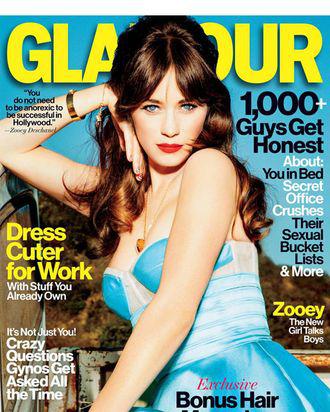 GLAMOUR
"You
do not
need to
be anorexic to
be successful in
Hollywood."
—Zooey Deschanel
1,000+
Guys Get
Honest
About:
You in Bed
Secret
Office
Crushes
Their
Sexual
Bucket
Lists
& More
Dress
Cuter
for Work
With Stuff You
Already Own
Zooey
The New
Girl Talks
Boys
It's Not Just You!
Crazy
Questions
Gynos Get
Asked All
the Time
Exclusive
Bonus Hair